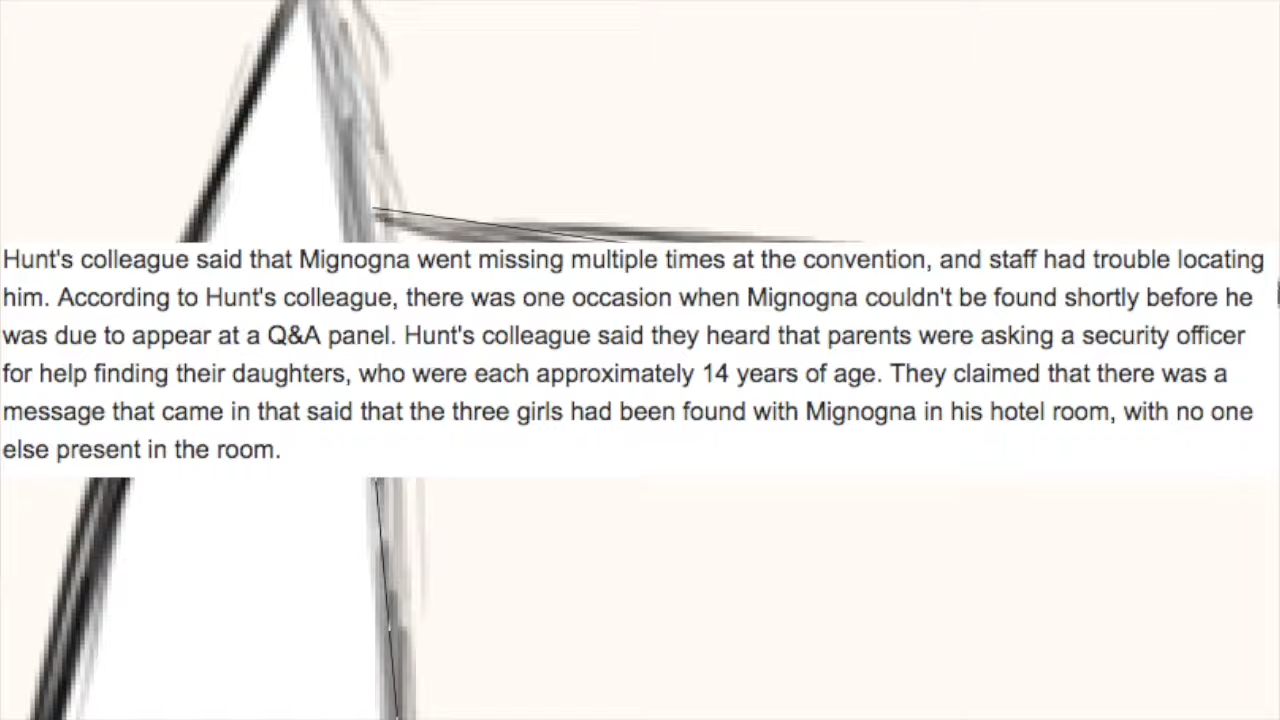 Hunt's colleague said that Mignogna went missing multiple times at the convention, and staff had trouble locating
him. According to Hunt's colleague, there was one occasion when Mignogna couldn't be found shortly before he
was due to appear at a Q&A panel. Hunt's colleague said they heard that parents were asking a security officer
for help finding their daughters, who were each approximately 14 years of age. They claimed that there was a
message that came in that said that the three girls had been found with Mignogna in his hotel room, with no one
else present in the room.